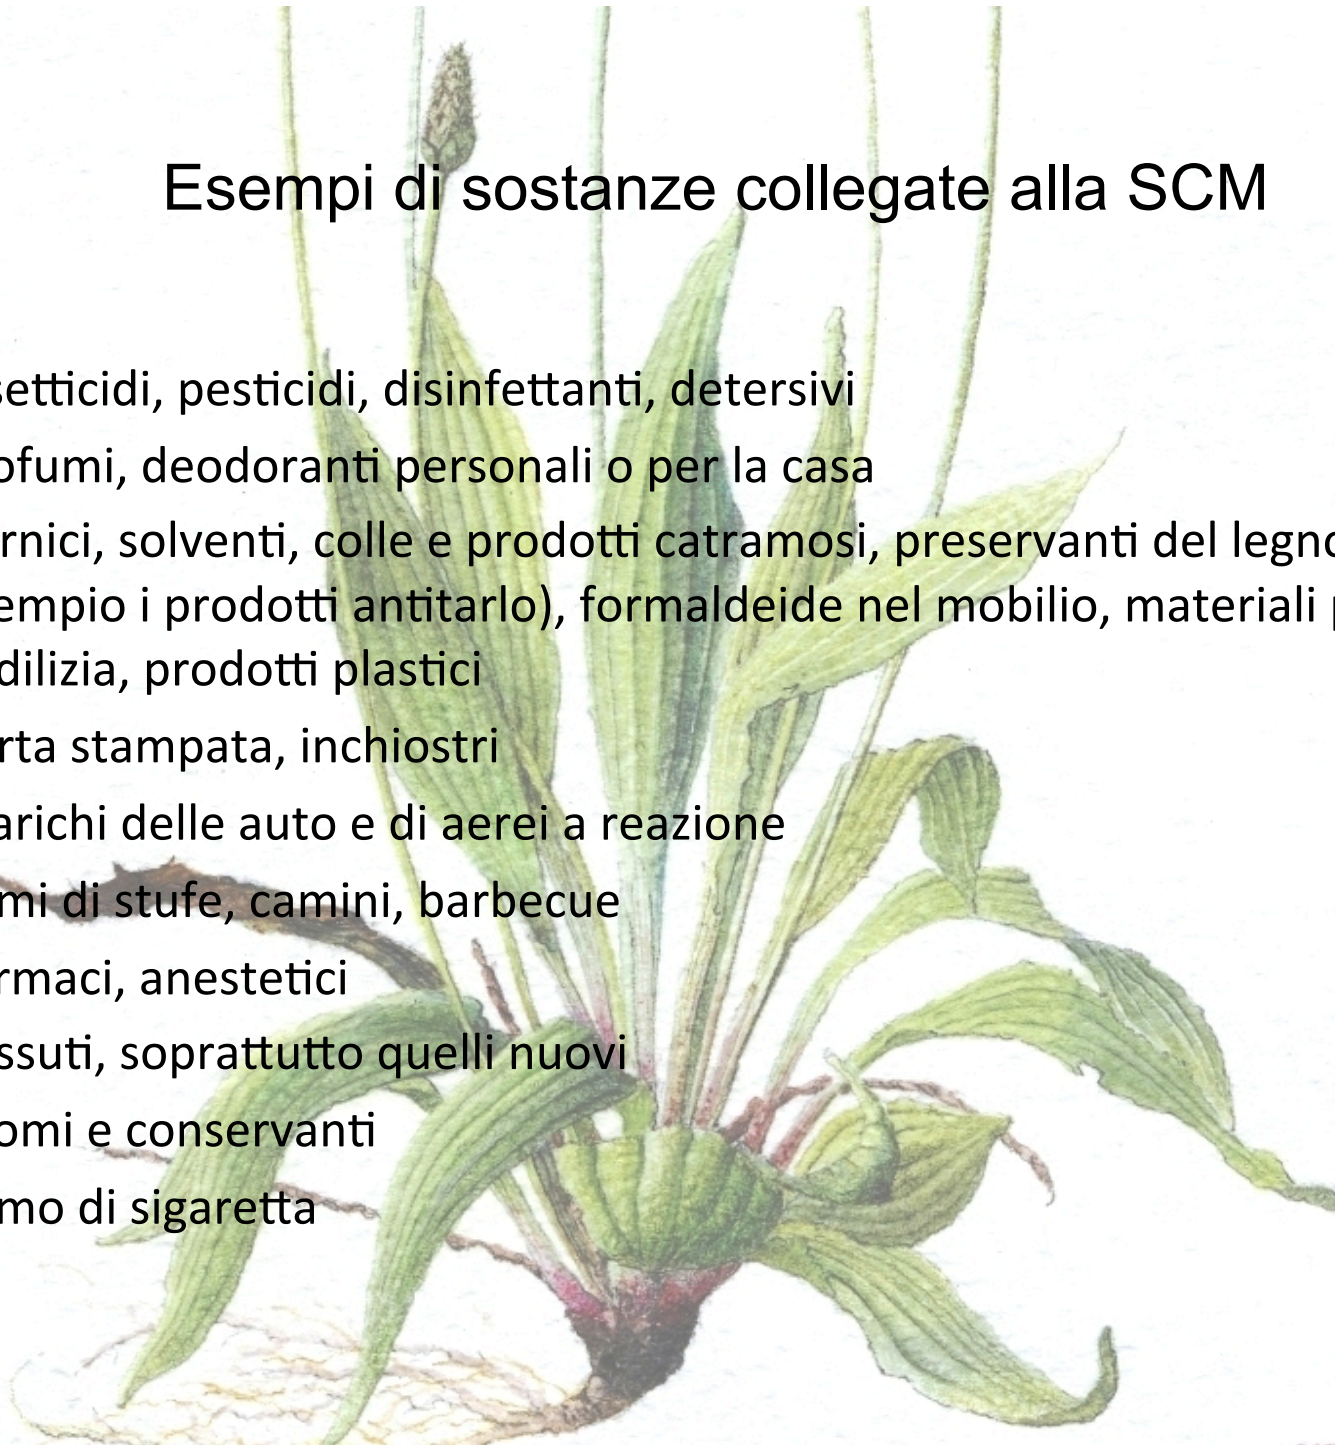 Esempi di sostanze collegate alla SCM
setticidi, pesticidi, disinfettanti, detersivi
ofumi, deodoranti personali o per la casa
rnici, solventi, colle e prodotti catramosi, preservanti del legno
empio i prodotti antitarlo), formaldeide nel mobilio, materiali p
dilizia, prodotti plastici
rta stampata, inchiostri
arichi delle auto e di aerei a reazione
mi di stufe, camini, barbecue
rmaci, anestetici
ssuti, soprattutto quelli nuovi
omi e conservanti
mo di sigaretta